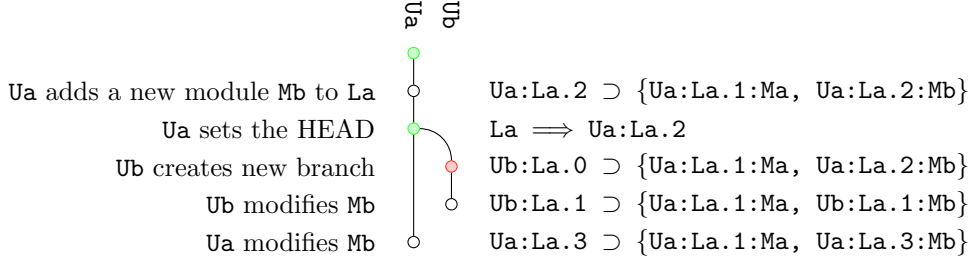 Ua Ub
Ua adds a new module Mb to La Ua:La.2 ⊃ {Ua:La.1:Ma, Ua:La.2:Mb}
Ua sets the HEAD La ⟹ Ua:La.2
Ub creates new branch Ub:La.0 ⊃ {Ua:La.1:Ma, Ua:La.2:Mb}
Ub modifies Mb Ub:La.1 ⊃ {Ua:La.1:Ma, Ub:La.1:Mb}
Ua modifies Mb Ua:La.3 ⊃ {Ua:La.1:Ma, Ua:La.3:Mb}